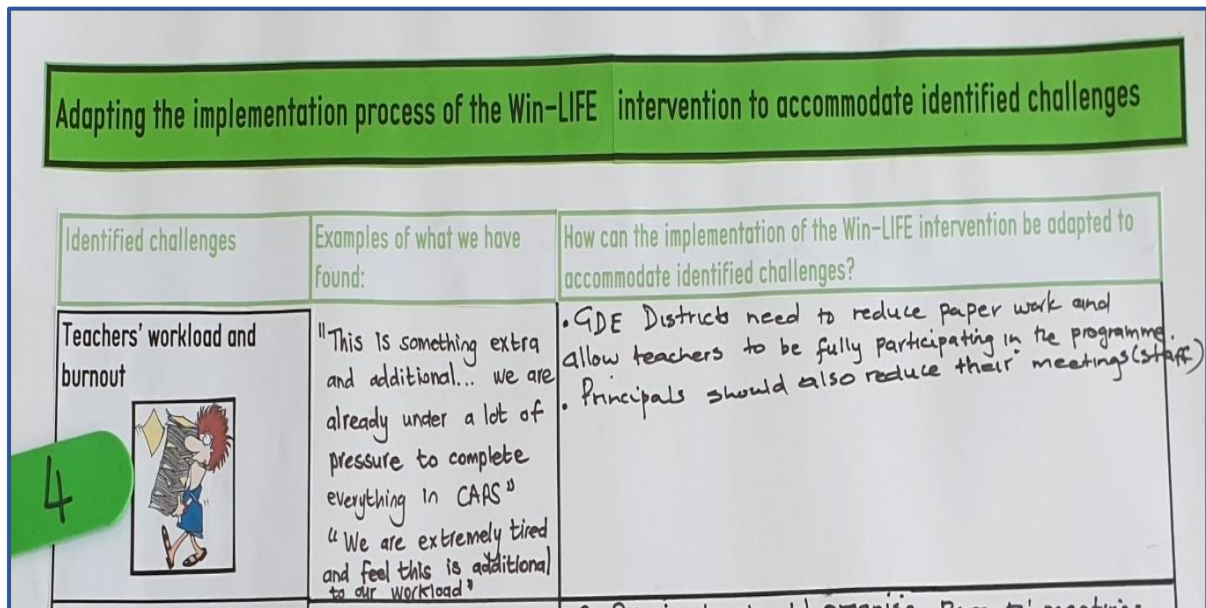 Adapting the implementation process of the Win-LIFE intervention to accommodate identified challenges
Identified challenges
Examples of what we have
found:
How can the implementation of the Win-LIFE intervention be adapted to
accommodate identified challenges?
Teachers' workload and
burnout
4
"This is something extra
and additional... we are
already under a lot of
pressure to complete
everything in CAPS"
"We are extremely tired
and feel this is additional
to our workload"
• GDE Districts need to reduce paper work and
allow teachers to be fully participating in the programme.
• Principals should also reduce their meetings (staff)